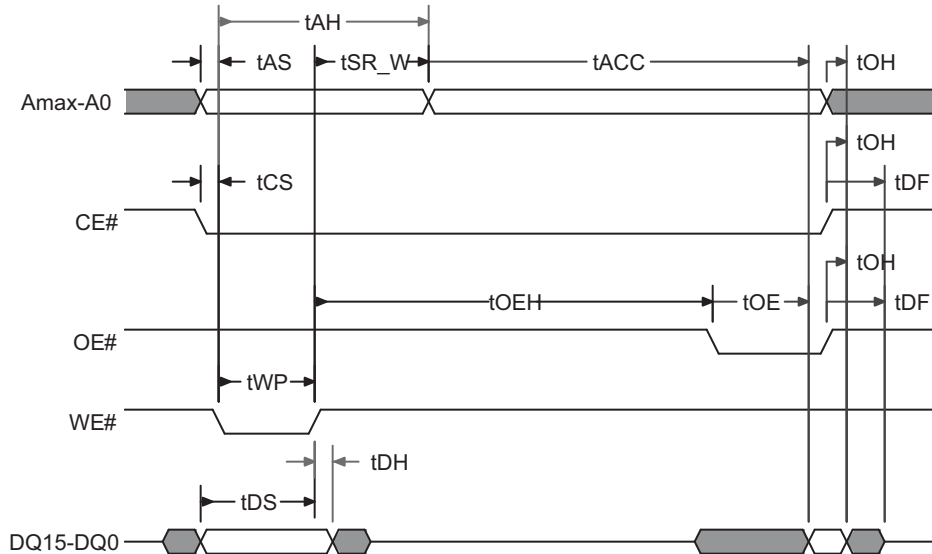 tAH
tAS tSR_W tACC tOH
Amax-A0
tOH
tCS tDF
CE#
tOH
tOEH tOE tDF
OE#
tWP
WE#
tDH
tDS
DQ15-DQ0